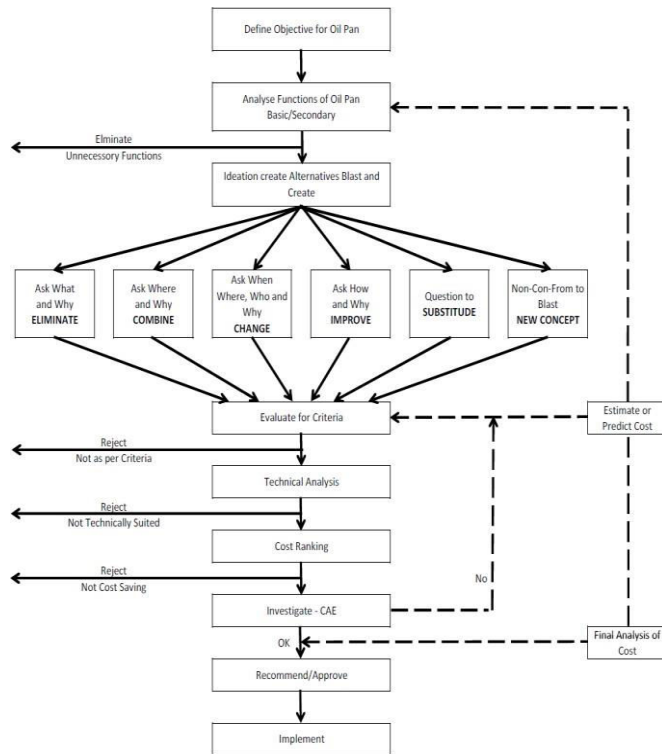 Define Objective for Oil Pan
Analyse Functions of Oil Pan
Basic/Secondary
Elminate
Unnecessory Functions
Ideation create Alternatives Blast and
Create
Ask What
and Why
ELIMINATE
Ask Where
and Why
COMBINE
Ask When
Where, Who and
Why
CHANGE
Ask How
and Why
IMPROVE
Question to
SUBSTITUDE
Non-Con-From to
Blast
NEW CONCEPT
Evaluate for Criteria
Estimate or
Predict Cost
Reject
Not as per Criteria
Technical Analysis
Reject
Not Technically Suited
Cost Ranking
Reject
Not Cost Saving
No
Investigate - CAE
OK
Final Analysis of
Cost
Recommend/Approve
Implement